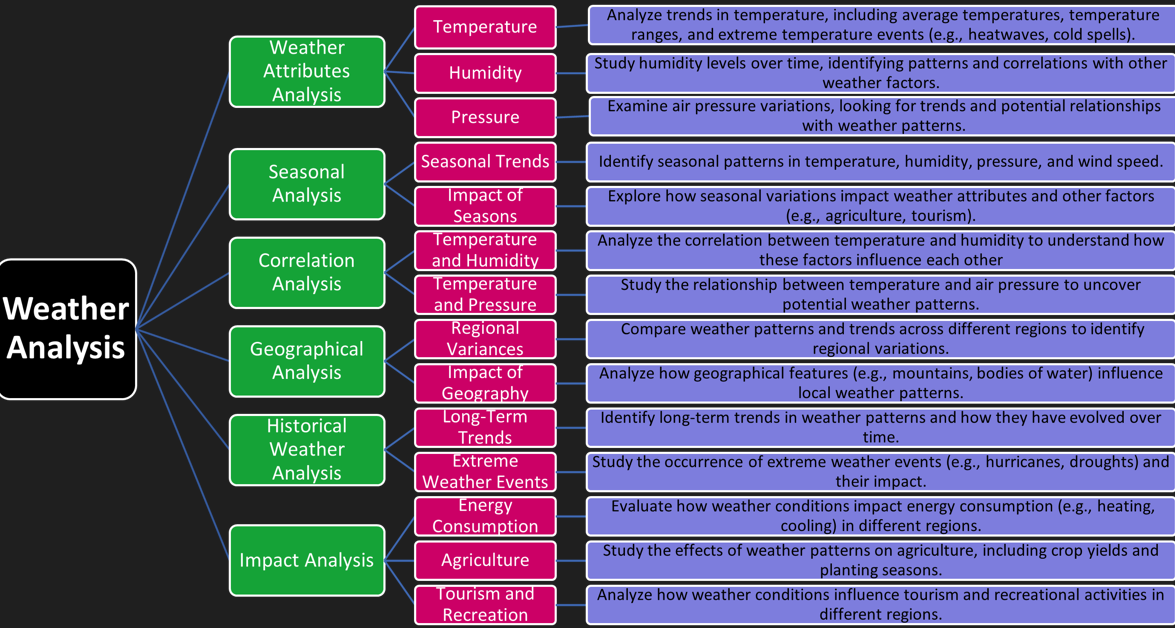 Weather
Analysis
Weather
Attributes
Analysis
Temperature
Analyze trends in temperature, including average temperatures, temperature
ranges, and extreme temperature events (e.g., heatwaves, cold spells).
Humidity
Study humidity levels over time, identifying patterns and correlations with other
weather factors.
Pressure
Examine air pressure variations, looking for trends and potential relationships
with weather patterns.
Seasonal
Analysis
Seasonal Trends
Identify seasonal patterns in temperature, humidity, pressure, and wind speed.
Impact of
Seasons
Explore how seasonal variations impact weather attributes and other factors
(e.g., agriculture, tourism).
Correlation
Analysis
Temperature
and Humidity
Analyze the correlation between temperature and humidity to understand how
these factors influence each other
Temperature
and Pressure
Study the relationship between temperature and air pressure to uncover
potential weather patterns.
Geographical
Analysis
Regional
Variances
Compare weather patterns and trends across different regions to identify
regional variations.
Impact of
Geography
Analyze how geographical features (e.g., mountains, bodies of water) influence
local weather patterns.
Historical
Weather
Analysis
Long-Term
Trends
Identify long-term trends in weather patterns and how they have evolved over
time.
Extreme
Weather Events
Study the occurrence of extreme weather events (e.g., hurricanes, droughts) and
their impact.
Impact Analysis
Energy
Consumption
Evaluate how weather conditions impact energy consumption (e.g., heating,
cooling) in different regions.
Agriculture
Study the effects of weather patterns on agriculture, including crop yields and
planting seasons.
Tourism and
Recreation
Analyze how weather conditions influence tourism and recreational activities in
different regions.